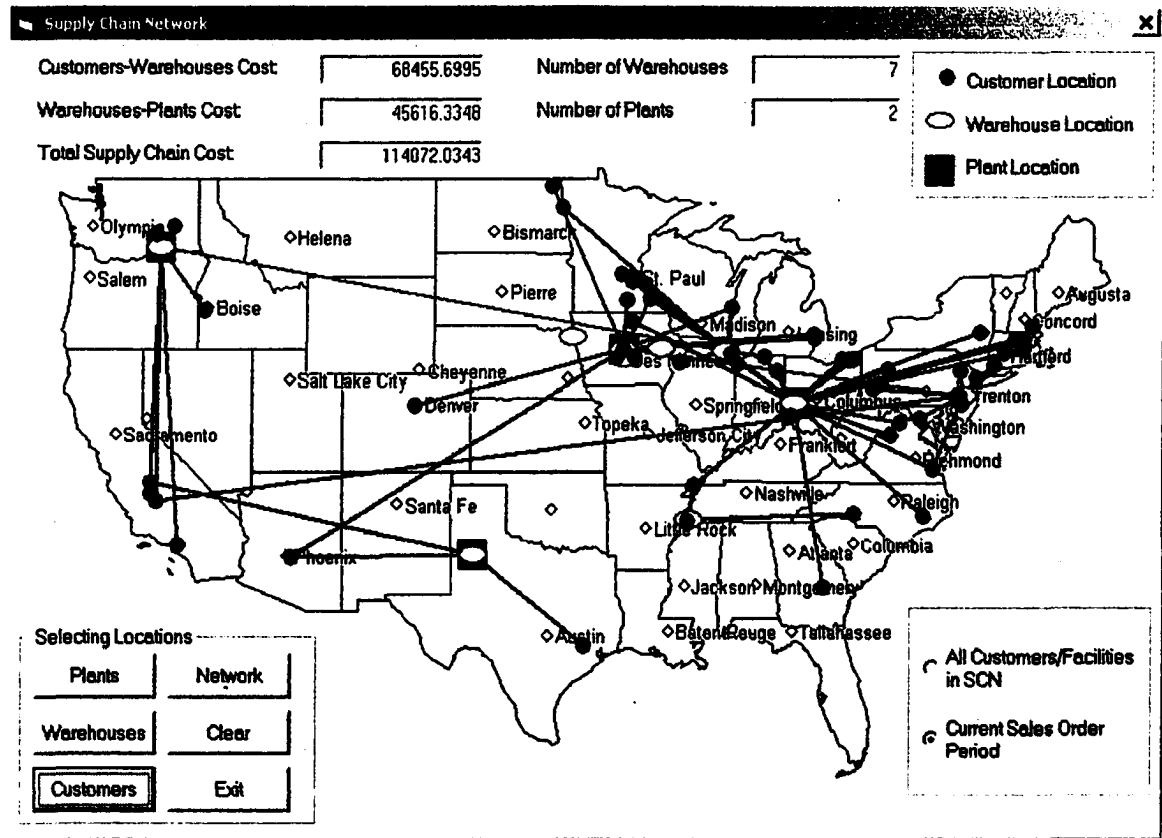 Supply Chain Network
Customers-Warehouses Cost 68455.6995 Number of Warehouses 7
Customer Location
Warehouses-Plants Cost 45616.3348 Number of Plants 2
Warehouse Location
Total Supply Chain Cost 114072.0343
Plant Location
Olympia
Helena
Bismarck
Salem
St. Paul
Pierre
Augusta
Boise
Madison
Concord
Cheyenne
Salt Lake City
Denver
Springfield
Columbus
Trenton
Topeka
Sacramento
Jefferson City
Washington
Frankfort
Richmond
Nashville
Raleigh
Santa Fe
Little Rock
Atlanta
Columbia
Phoenix
Jackson
Montgomery
Austin
Baton Rouge
Tallahassee
Selecting Locations
Plants Network
Warehouses Clear
Customers Exit
All Customers/Facilities
in SCN
Current Sales Order
Period